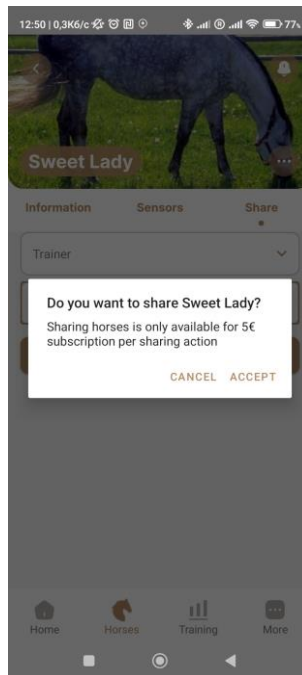 12:50 | 0,3Кб/с
77%
Sweet Lady
Information Sensors Share
Trainer
Do you want to share Sweet Lady?
Sharing horses is only available for 5€
subscription per sharing action
CANCEL ACCEPT
Home Horses Training More